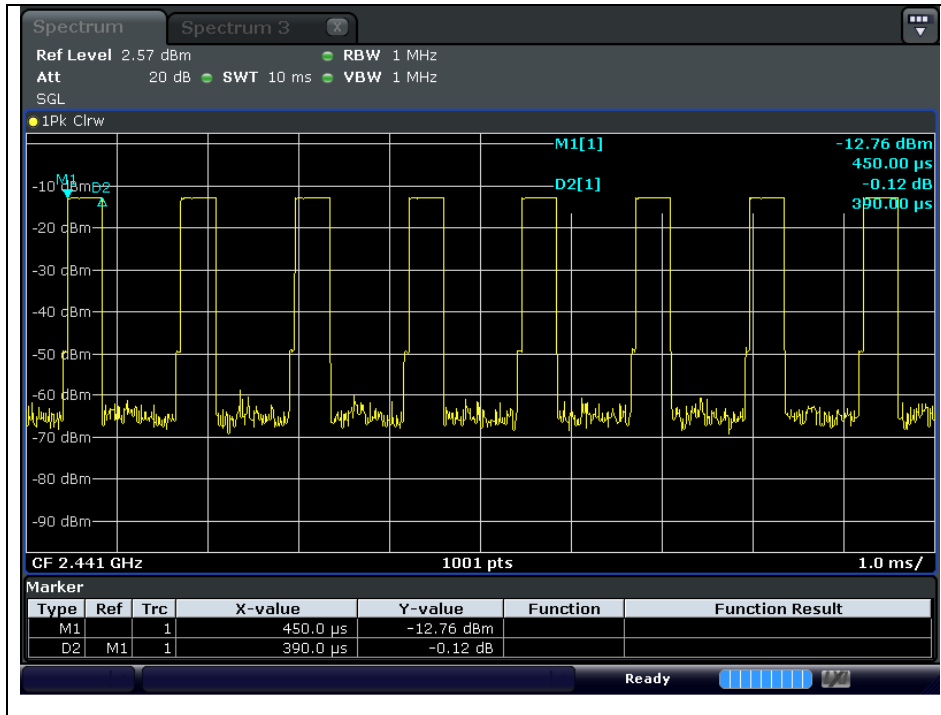 Spectrum Spectrum 3 X
Ref Level 2.57 dBm RBW 1 MHz
Att 20 dB SWT 10 ms VBW 1 MHz
SGL
1Pk Clrw
M1[1] -12.76 dBm
450.00 µs
D2[1] -0.12 dB
390.00 µs
M1
D2
-10 dBm
-20 dBm
-30 dBm
-40 dBm
-50 dBm
-60 dBm
-70 dBm
-80 dBm
-90 dBm
CF 2.441 GHz 1001 pts 1.0 ms/
Marker
Type Ref Trc X-value Y-value Function Function Result
M1 1 450.0 µs -12.76 dBm
D2 M1 1 390.0 µs -0.12 dB
Ready